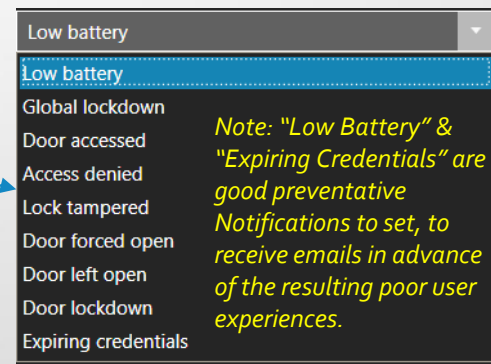 Low battery
Low battery
Global lockdown
Door accessed
Access denied
Lock tampered
Door forced open
Door left open
Door lockdown
Expiring credentials
Note: “Low Battery” &
“Expiring Credentials” are
good preventative
Notifications to set, to
receive emails in advance
of the resulting poor user
experiences.